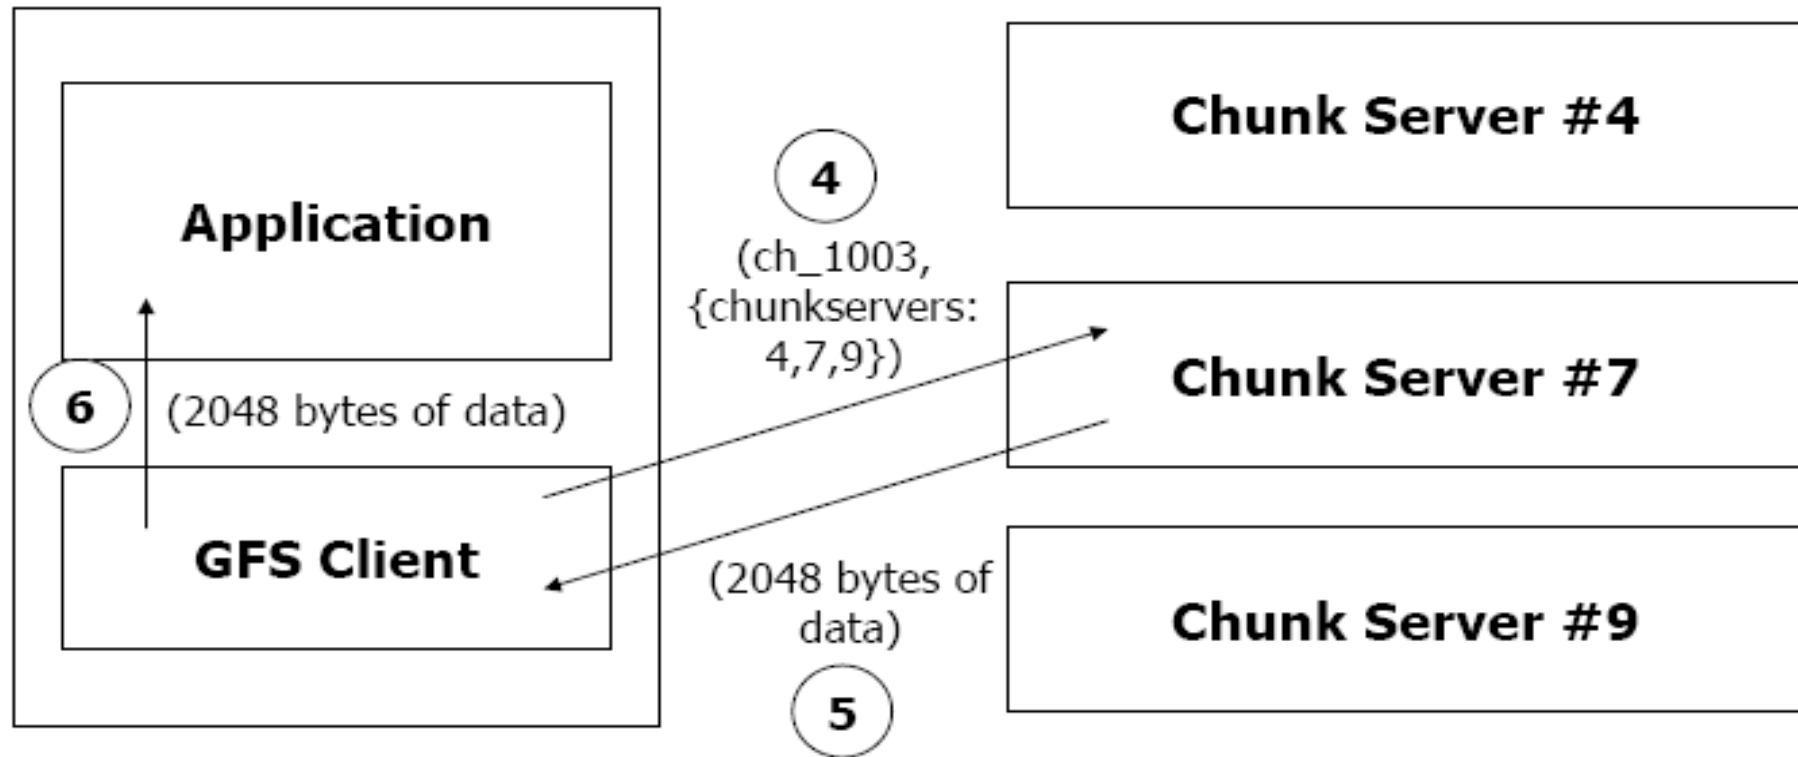 Application
6
(2048 bytes of data)
GFS Client
4
(ch_1003,
{chunkservers:
4,7,9})
(2048 bytes of
data)
5
Chunk Server #4
Chunk Server #7
Chunk Server #9